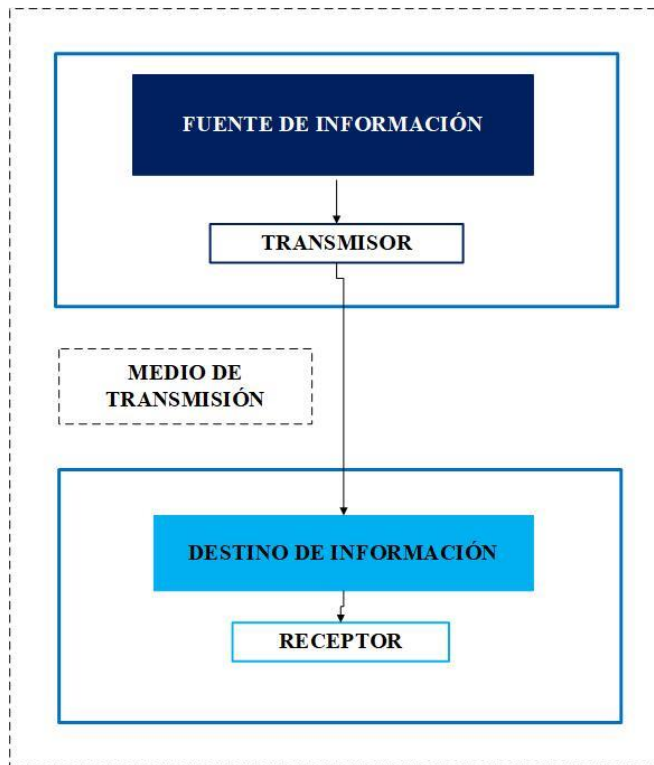 FUENTE DE INFORMACIÓN
TRANSMISOR
MEDIO DE
TRANSMISIÓN
DESTINO DE INFORMACIÓN
RECEPTOR